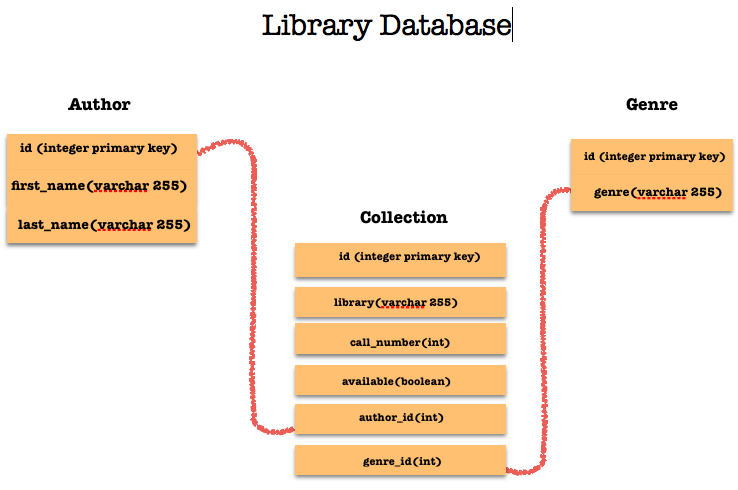 Library Database
Author
id (integer primary key)
first_name(varchar 255)
last_name(varchar 255)
Collection
id (integer primary key)
library(varchar 255)
call_number(int)
available(boolean)
author_id(int)
genre_id(int)
Genre
id (integer primary key)
genre(varchar 255)